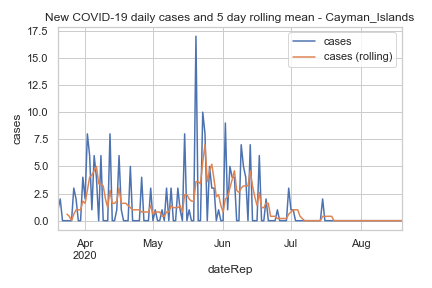 New COVID-19 daily cases and 5 day rolling mean - Cayman_Islands
cases
cases (rolling)
17.5
15.0
12.5
10.0
7.5
5.0
2.5
0.0
cases
Apr
2020
May
Jun
Jul
Aug
dateRep